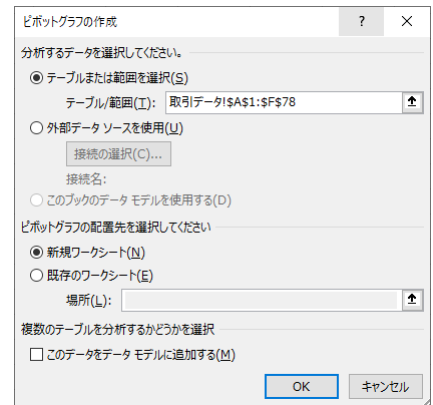 ピボットグラフの作成 ? ×
分析するデータを選択してください。
テーブルまたは範囲を選択(S)
テーブル/範囲(T): 取引データ!$A$1:$F$78
外部データ ソースを使用(U)
接続の選択(C)...
接続名:
このブックのデータ モデルを使用する(D)
ピボットグラフの配置先を選択してください
新規ワークシート(N)
既存のワークシート(E)
場所(L):
複数のテーブルを分析するかどうかを選択
このデータをデータ モデルに追加する(M)
OK キャンセル